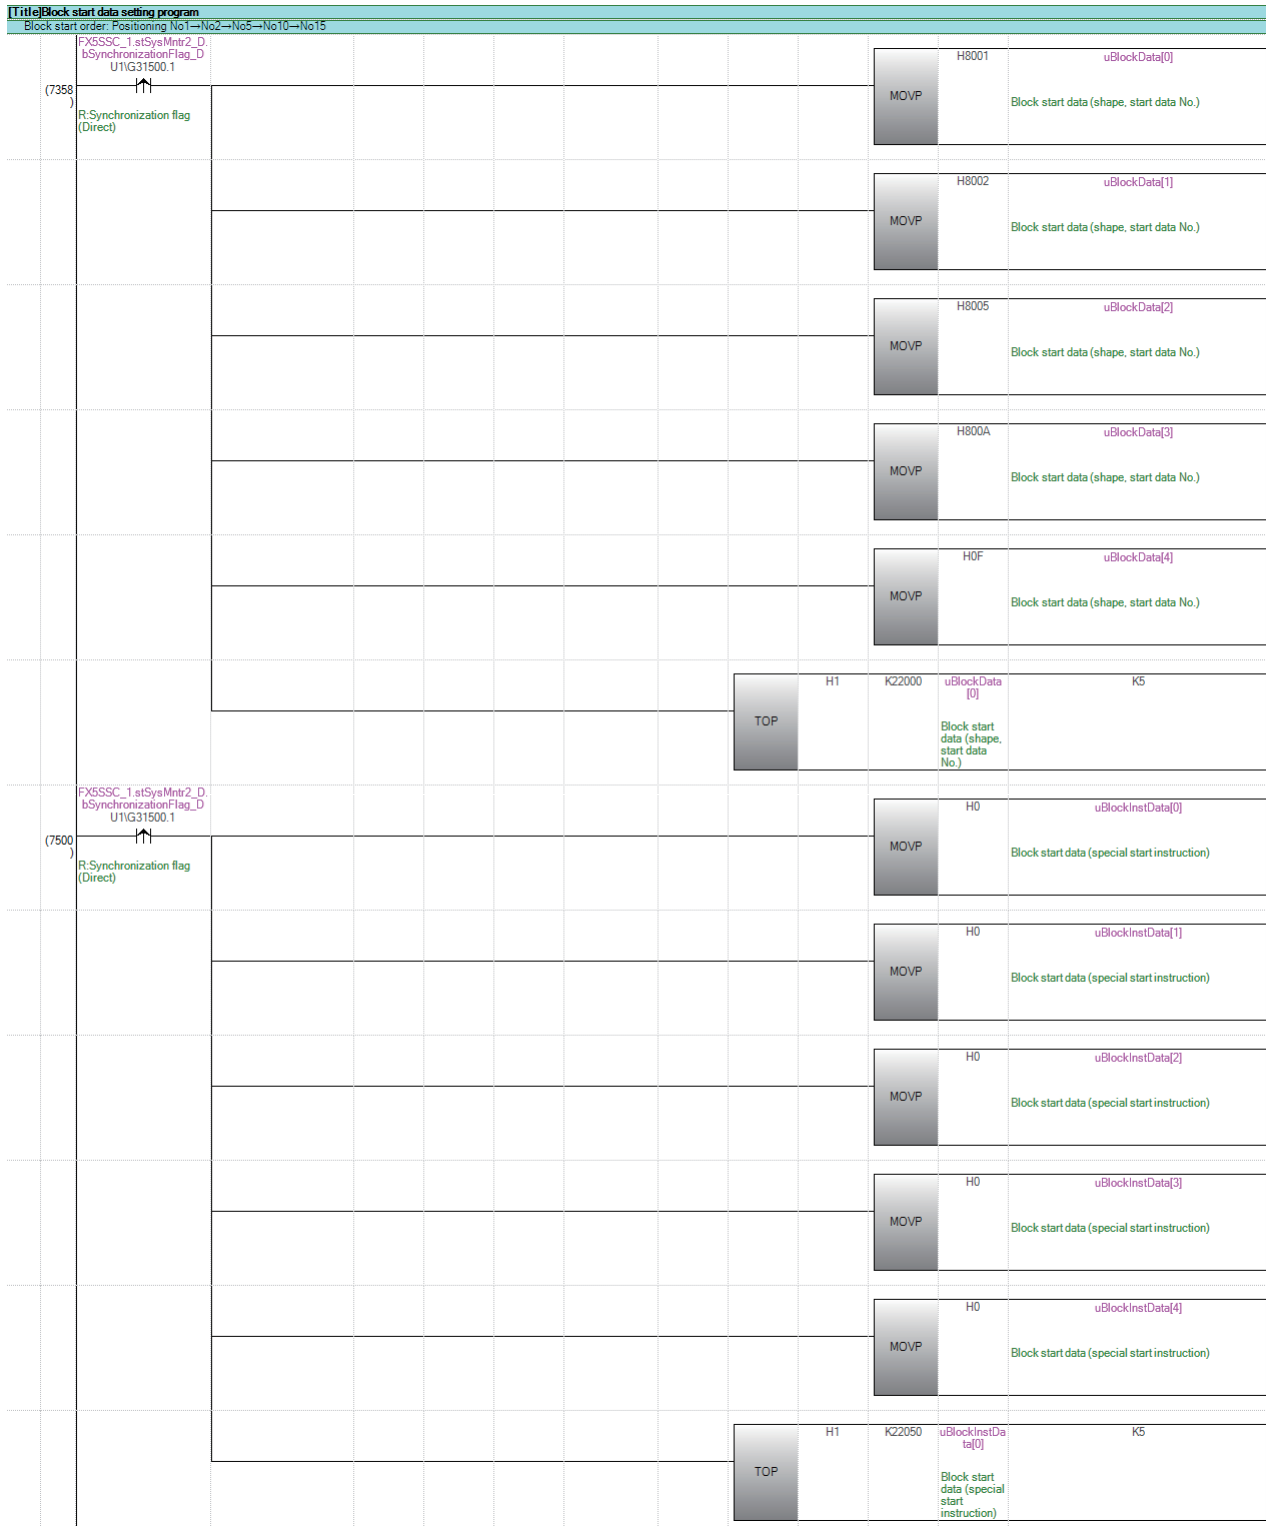 [Title]Block start data setting program
Block start order: Positioning No1→No2→No5→No10→No15
FX5SSC_1.stSysMntr2_D.
bSynchronizationFlag_D
U1\G31500.1
(7358
)
R:Synchronization flag
(Direct)
MOVP
H8001
uBlockData[0]
Block start data (shape, start data No.)
MOVP
H8002
uBlockData[1]
Block start data (shape, start data No.)
MOVP
H8005
uBlockData[2]
Block start data (shape, start data No.)
MOVP
H800A
uBlockData[3]
Block start data (shape, start data No.)
MOVP
H0F
uBlockData[4]
Block start data (shape, start data No.)
TOP
H1
K22000
uBlockData
[0]
Block start
data (shape,
start data
No.)
K5
FX5SSC_1.stSysMntr2_D.
bSynchronizationFlag_D
U1\G31500.1
(7500
)
R:Synchronization flag
(Direct)
MOVP
H0
uBlockInstData[0]
Block start data (special start instruction)
MOVP
H0
uBlockInstData[1]
Block start data (special start instruction)
MOVP
H0
uBlockInstData[2]
Block start data (special start instruction)
MOVP
H0
uBlockInstData[3]
Block start data (special start instruction)
MOVP
H0
uBlockInstData[4]
Block start data (special start instruction)
TOP
H1
K22050
uBlockInstDa
ta[0]
Block start
data (special
start
instruction)
K5